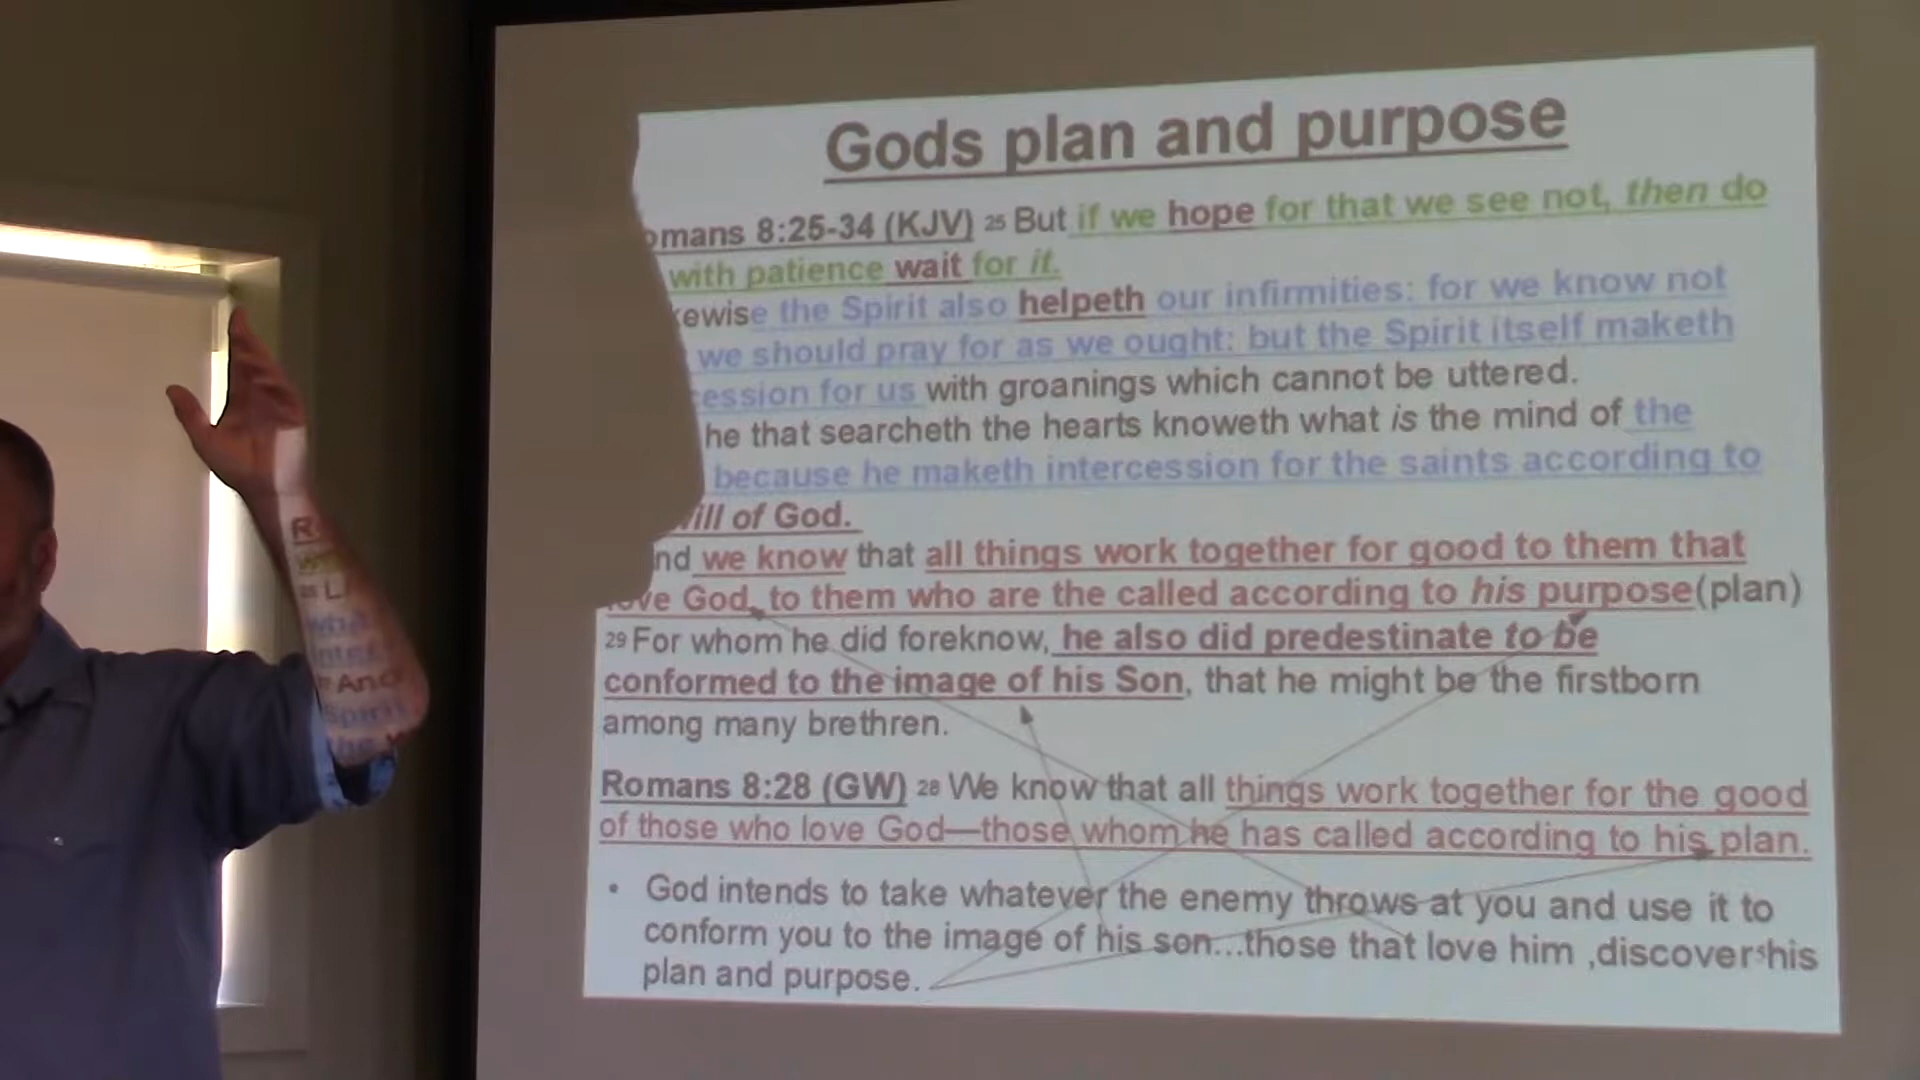 Gods plan and purpose
omans 8:25-34 (KJV) 25 But if we hope for that we see not, then do
with patience wait for it.
ewise the Spirit also helpeth our infirmities: for we know not
we should pray for as we ought: but the Spirit itself maketh
ession for us with groanings which cannot be uttered.
he that searcheth the hearts knoweth what is the mind of the
because he maketh intercession for the saints according to
ill of God.
nd we know that all things work together for good to them that
ove God, to them who are the called according to his purpose(plan)
29 For whom he did foreknow, he also did predestinate to be
conformed to the image of his Son, that he might be the firstborn
among many brethren.
Romans 8:28 (GW) 28 We know that all things work together for the good
of those who love God—those whom he has called according to his plan.
• God intends to take whatever the enemy throws at you and use it to
conform you to the image of his son...those that love him ,discover his
plan and purpose.